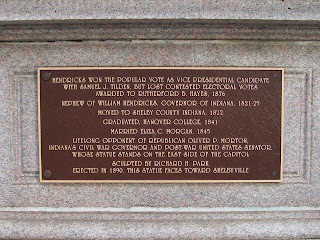 HENDRICKS WON THE POPULAR VOTE AS VICE PRESIDENTIAL CANDIDATE
WITH SAMUEL J. TILDEN, BUT LOST CONTESTED ELECTORAL VOTES
AWARDED TO RUTHERFORD B. HAYES, 1876
NEPHEW OF WILLIAM HENDRICKS, GOVERNOR OF INDIANA, 1821-25
MOVED TO SHELBY COUNTY INDIANA, 1822
GRADUATED, HANOVER COLLEGE, 1841
MARRIED ELIZA C. MORGAN, 1845
LIFELONG OPPONENT OF REPUBLICAN OLIVER P. MORTON,
INDIANA'S CIVIL WAR GOVERNOR AND POST-WAR UNITED STATES SENATOR,
WHOSE STATUE STANDS ON THE EAST SIDE OF THE CAPITOL
SCULPTED BY RICHARD H. PARK
ERECTED IN 1890, THIS STATUE FACES TOWARD SHELBYVILLE